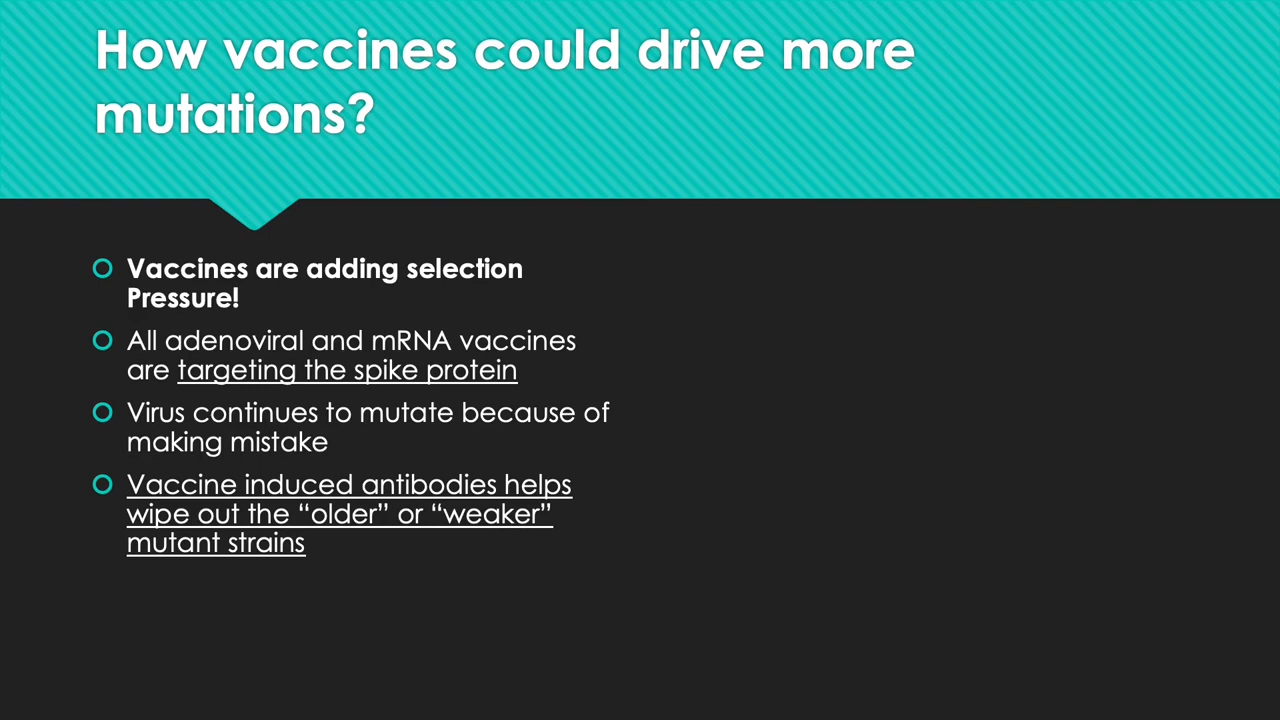 How vaccines could drive more
mutations?
Vaccines are adding selection
Pressure!
All adenoviral and mRNA vaccines
are targeting the spike protein
Virus continues to mutate because of
making mistake
Vaccine induced antibodies helps
wipe out the “older” or “weaker”
mutant strains